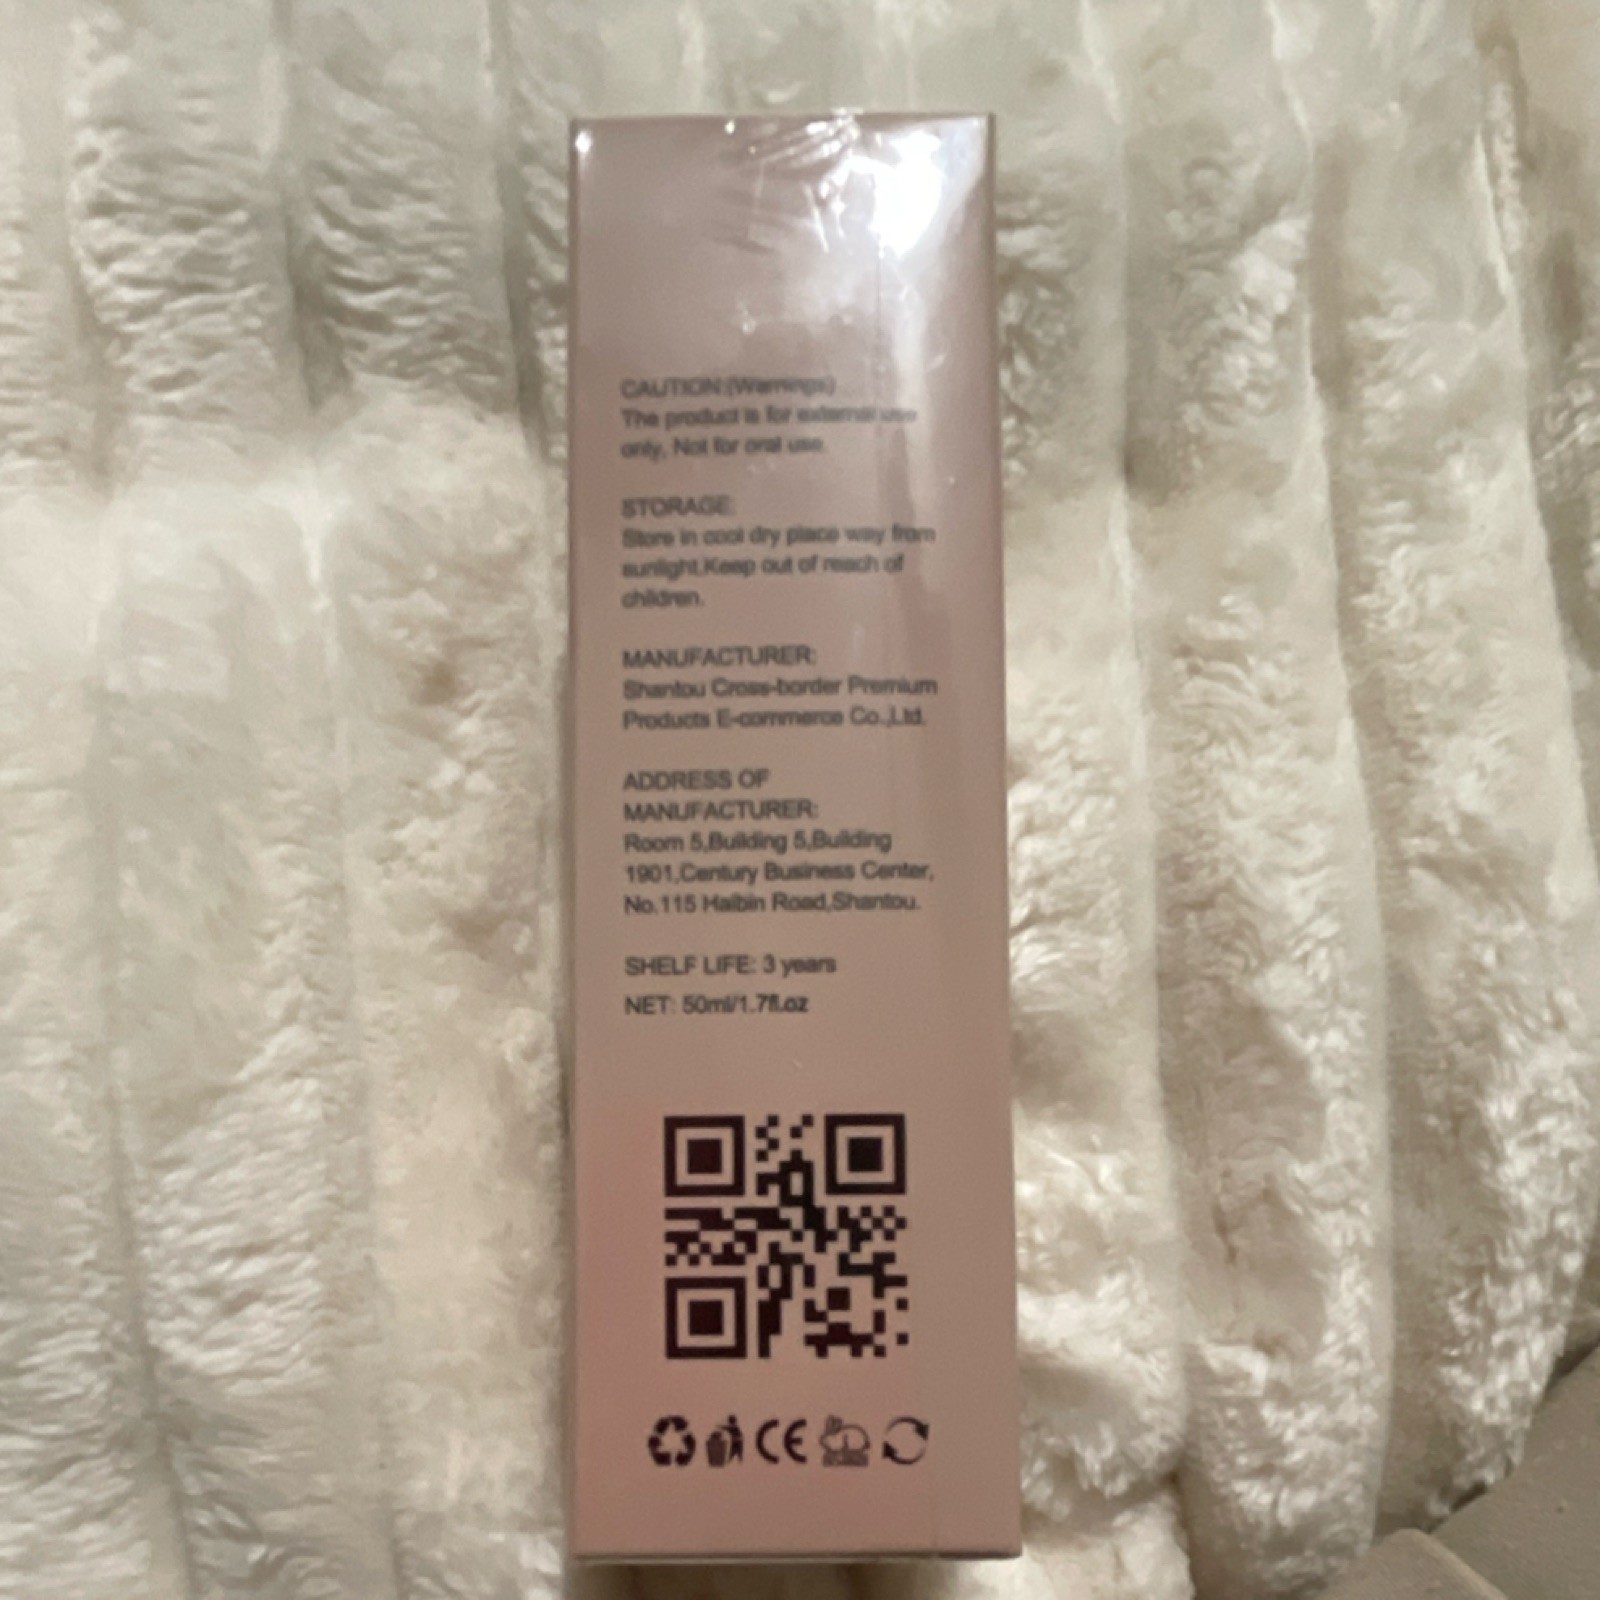 CAUTION:(Warnings)
The product is for external use
only, Not for oral use.
STORAGE:
Store in cool dry place way from
sunlight,Keep out of reach of
children.
MANUFACTURER:
Shantou Cross-border Premium
Products E-commerce Co.,Ltd.
ADDRESS OF
MANUFACTURER:
Room 5,Building 5,Building
1901,Century Business Center,
No.115 Haibin Road,Shantou.
SHELF LIFE: 3 years
NET: 50ml/1.7fl.oz
CE